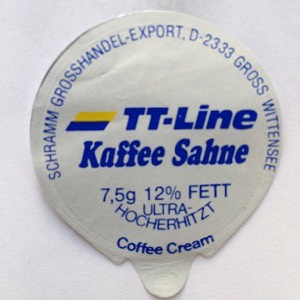 SCHRAMM GROSSHANDEL-EXPORT, D-2333 GROSS WITTENSEE
TT-Line
Kaffee Sahne
7,5g 12% FETT
ULTRA-
HOCHERHITZT
Coffee Cream